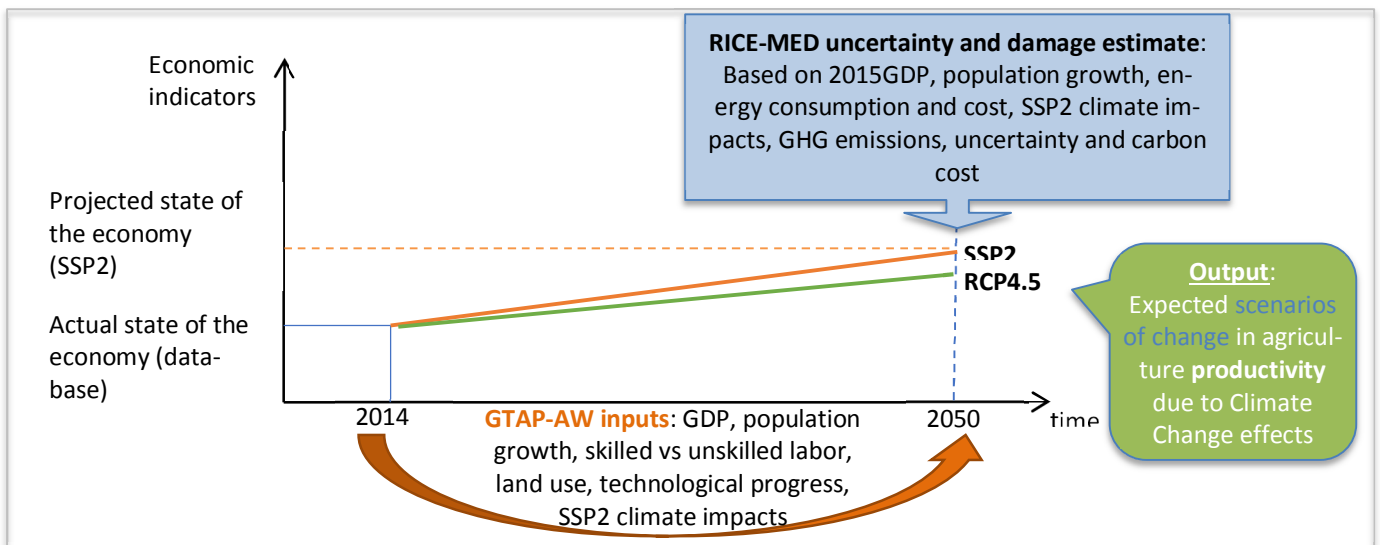 Economic
indicators
RICE-MED uncertainty and damage estimate:
Based on 2015GDP, population growth, en-
ergy consumption and cost, SSP2 climate im-
pacts, GHG emissions, uncertainty and carbon
cost
Projected state of
the economy
(SSP2)
SSP2
RCP4.5
Output:
Expected scenarios
of change in agricul-
ture productivity
due to Climate
Change effects
Actual state of the
economy (data-
base)
2014
2050
time
GTAP-AW inputs: GDP, population
growth, skilled vs unskilled labor,
land use, technological progress,
SSP2 climate impacts